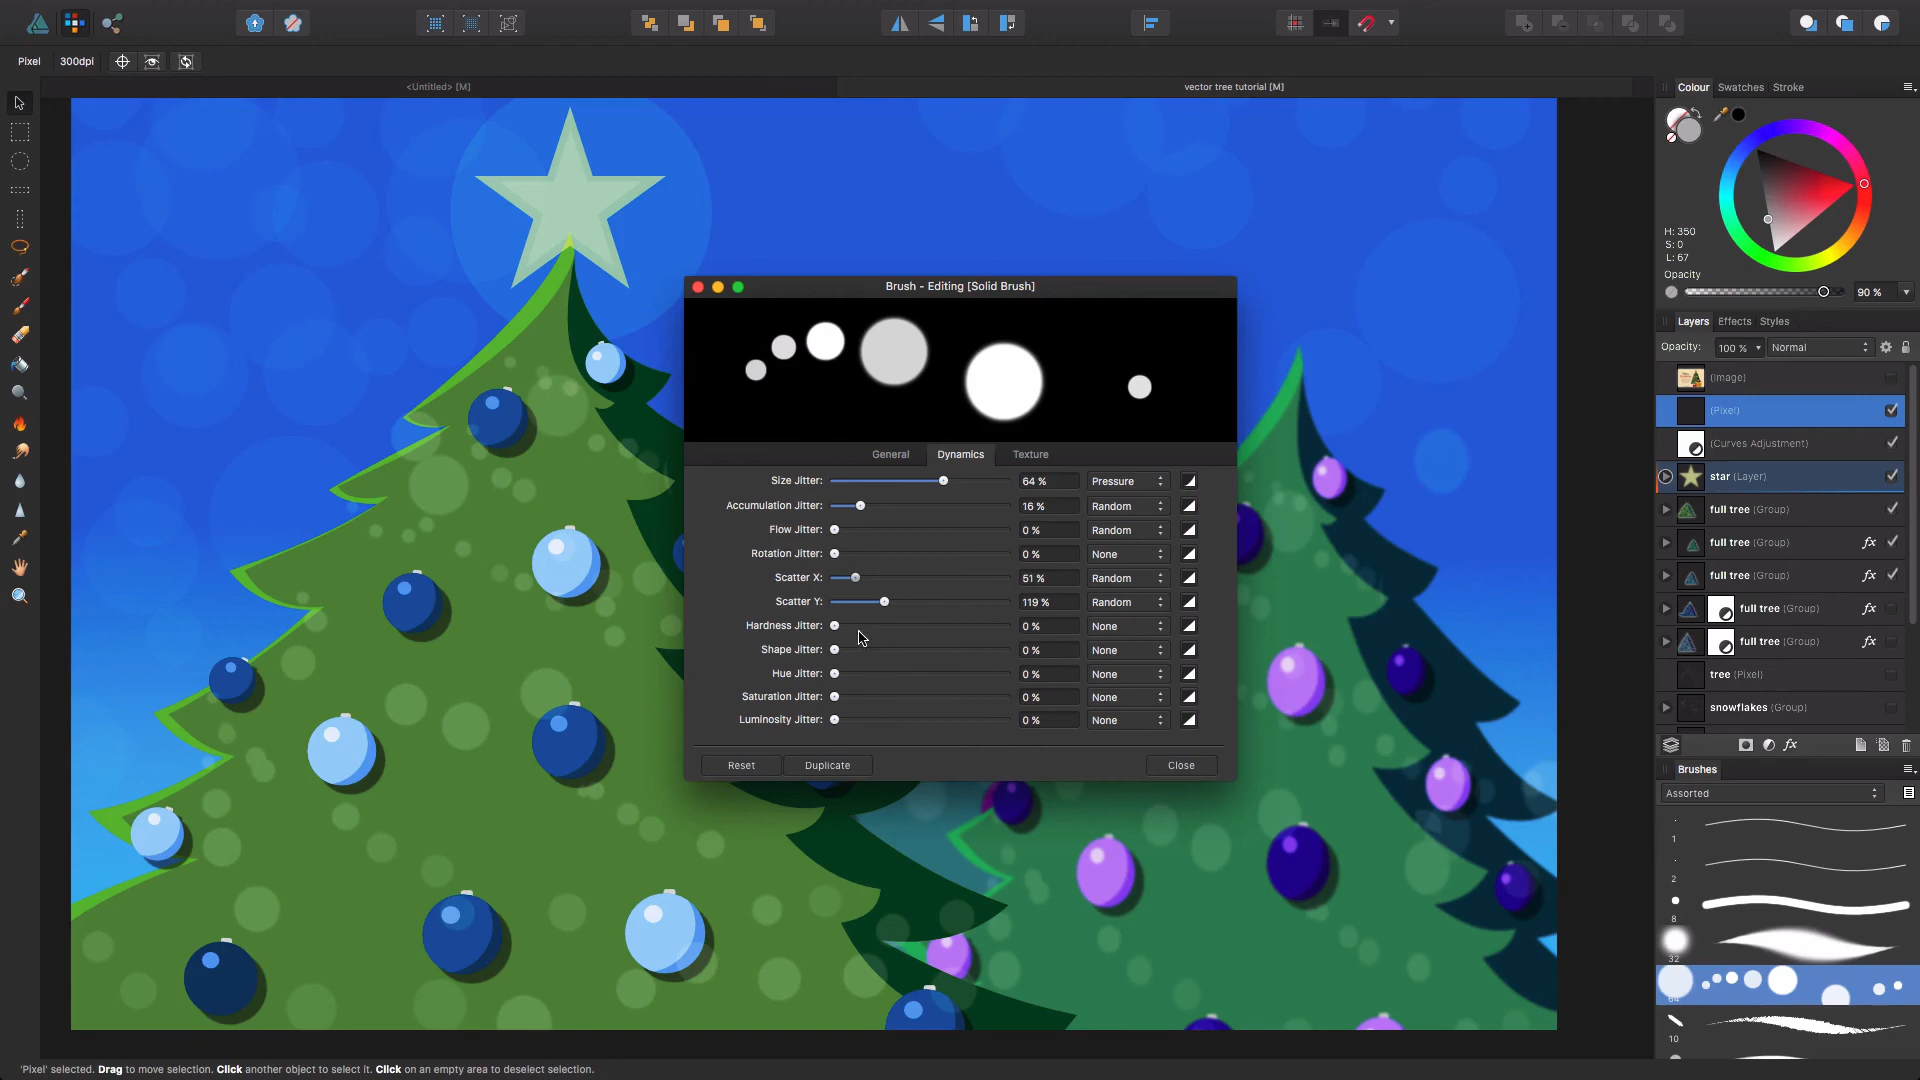 Pixel 300dpi
<Untitled> [M] vector tree tutorial [M]
Colour Swatches Stroke
H: 350
S: 0
L: 67
Opacity
90 %
Layers Effects Styles
Opacity: 100 % Normal
(Image)
(Pixel)
(Curves Adjustment)
star (Layer)
full tree (Group)
full tree (Group) fx
full tree (Group) fx
full tree (Group) fx
full tree (Group) fx
tree (Pixel)
snowflakes (Group)
fx
Brushes
Assorted
1
2
8
32
64
10
Brush - Editing [Solid Brush]
General Dynamics Texture
Size Jitter: 64 % Pressure
Accumulation Jitter: 16 % Random
Flow Jitter: 0 % Random
Rotation Jitter: 0 % None
Scatter X: 51 % Random
Scatter Y: 119 % Random
Hardness Jitter: 0 % None
Shape Jitter: 0 % None
Hue Jitter: 0 % None
Saturation Jitter: 0 % None
Luminosity Jitter: 0 % None
Reset Duplicate Close
'Pixel' selected. Drag to move selection. Click another object to select it. Click on an empty area to deselect selection.